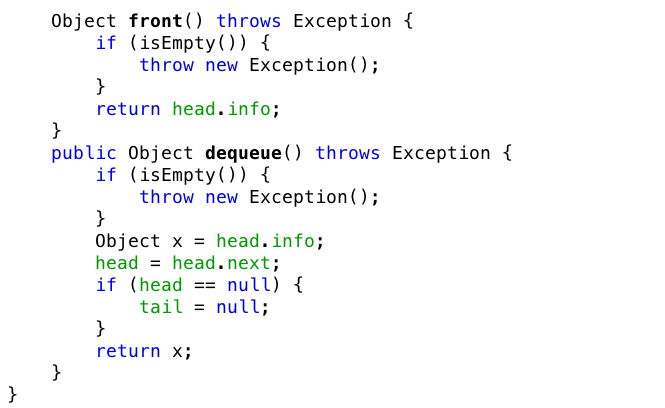 Object front() throws Exception {
        if (isEmpty()) {
            throw new Exception();
        }
        return head.info;
    }
    public Object dequeue() throws Exception {
        if (isEmpty()) {
            throw new Exception();
        }
        Object x = head.info;
        head = head.next;
        if (head == null) {
            tail = null;
        }
        return x;
    }
}